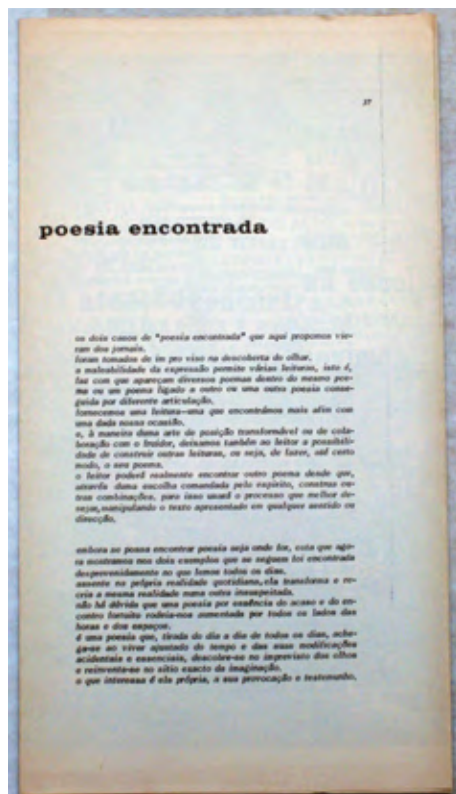 37
poesia encontrada
os dois casos de "poesia encontrada" que aqui propomos vie-
ram dos jornais.
foram tomados de im pro viso na descoberta do olhar.
a maleabilidade da expressão permite várias leituras, isto é,
faz com que apareçam diversos poemas dentro do mesmo poe-
ma ou um poema ligado a outro ou uma outra poesia conse-
guida por diferente articulação.
fornecemos uma leitura—uma que encontrámos mais afim com
uma dada nossa ocasião.
e, à maneira duma arte de posição transformável ou de cola-
boração com o fruidor, deixamos também ao leitor a possibili-
dade de construir outras leituras, ou seja, de fazer, até certo
modo, o seu poema.
o leitor poderá realmente encontrar outro poema desde que,
através duma escolha comandada pelo espírito, construa ou-
tras combinações. para isso usará o processo que melhor de-
sejar, manipulando o texto apresentado em qualquer sentido ou
direcção.
embora se possa encontrar poesia seja onde for, esta que ago-
ra mostramos nos dois exemplos que se seguem foi encontrada
desprevenidamente no que lemos todos os dias.
assente na própria realidade quotidiana, ela transforma e re-
cria a mesma realidade numa outra insuspeitada.
não há dúvida que uma poesia por essência do acaso e do en-
contro fortuito rodeia-nos aumentada por todos os lados das
horas e dos espaços.
é uma poesia que, tirada do dia a dia de todos os dias, ache-
ga-se ao viver ajustado do tempo e das suas modificações
acidentais e essenciais, descobre-se no imprevisto dos olhos
e reinventa-se no sítio exacto da imaginação.
o que interessa é ela própria, a sua provocação e testemunho.